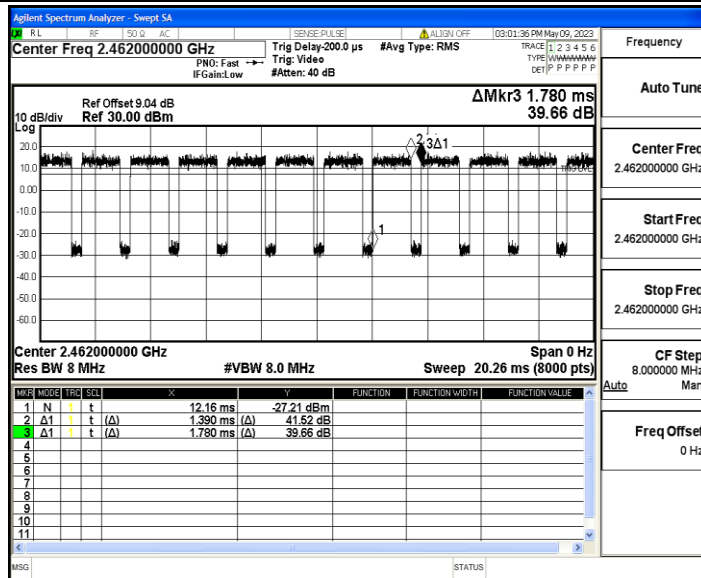 Agilent Spectrum Analyzer - Swept SA
RL RF 50 Ω AC SENSE:PULSE ALIGN OFF 03:01:36 PM May 09, 2023
Center Freq 2.462000000 GHz
PNO: Fast
IFGain:Low
Trig Delay-200.0 µs
Trig: Video
#Atten: 40 dB
#Avg Type: RMS
TRACE 1 2 3 4 5 6
TYPE
DET P P P P P P
Ref Offset 9.04 dB
10 dB/div Ref 30.00 dBm
Log
ΔMkr3 1.780 ms
39.66 dB
20.0
10.0
0.00
-10.0
-20.0
-30.0
-40.0
-50.0
-60.0
2 3Δ1
1
Center 2.462000000 GHz Span 0 Hz
Res BW 8 MHz #VBW 8.0 MHz Sweep 20.26 ms (8000 pts)
MKR MODE TRC SCL X Y FUNCTION FUNCTION WIDTH FUNCTION VALUE
1 N 1 t 12.16 ms -27.21 dBm
2 Δ1 1 t (Δ) 1.390 ms (Δ) 41.52 dB
3 Δ1 1 t (Δ) 1.780 ms (Δ) 39.66 dB
4
5
6
7
8
9
10
11
MSG STATUS
Frequency
Auto Tune
Center Freq
2.462000000 GHz
Start Freq
2.462000000 GHz
Stop Freq
2.462000000 GHz
CF Step
8.000000 MHz
Auto Man
Freq Offset
0 Hz